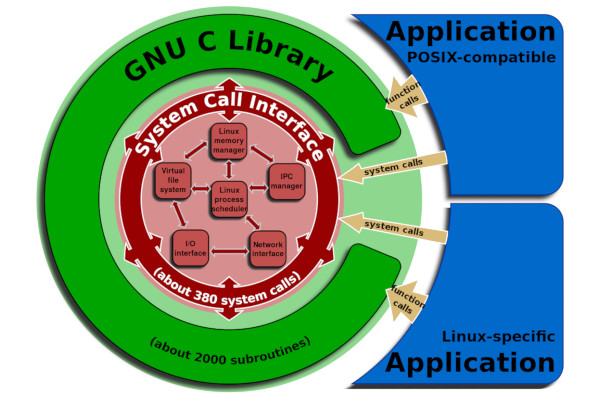 GNU C Library
System Call Interface
Linux
memory
manager
Virtual
file
system
IPC
manager
Linux
process
scheduler
I/O
interface
Network
interface
(about 380 system calls)
(about 2000 subroutines)
Application
POSIX-compatible
function
calls
system calls
system calls
function
calls
Linux-specific
Application